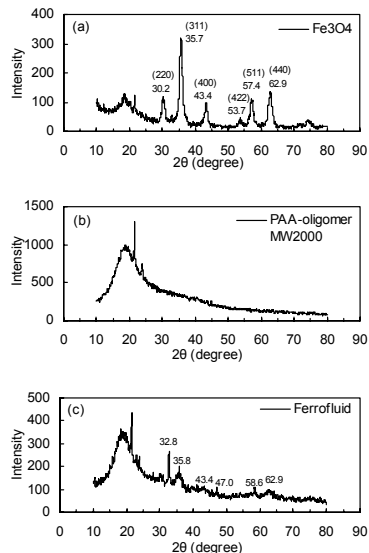 400
(a)
(311)
35.7
Fe3O4
300
Intensity
200
(220)
30.2
(400)
43.4
(422)
53.7
(511)
57.4
(440)
62.9
100
0
0 10 20 30 40 50 60 70 80 90
2θ (degree)
1500
(b)
PAA-oligomer
MW2000
1000
Intensity
500
0
0 10 20 30 40 50 60 70 80 90
2θ (degree)
500
(c)
Ferrofluid
400
300
Intensity
200
100
0
32.8
35.8
43.4
47.0
58.6
62.9
0 10 20 30 40 50 60 70 80 90
2θ (degree)